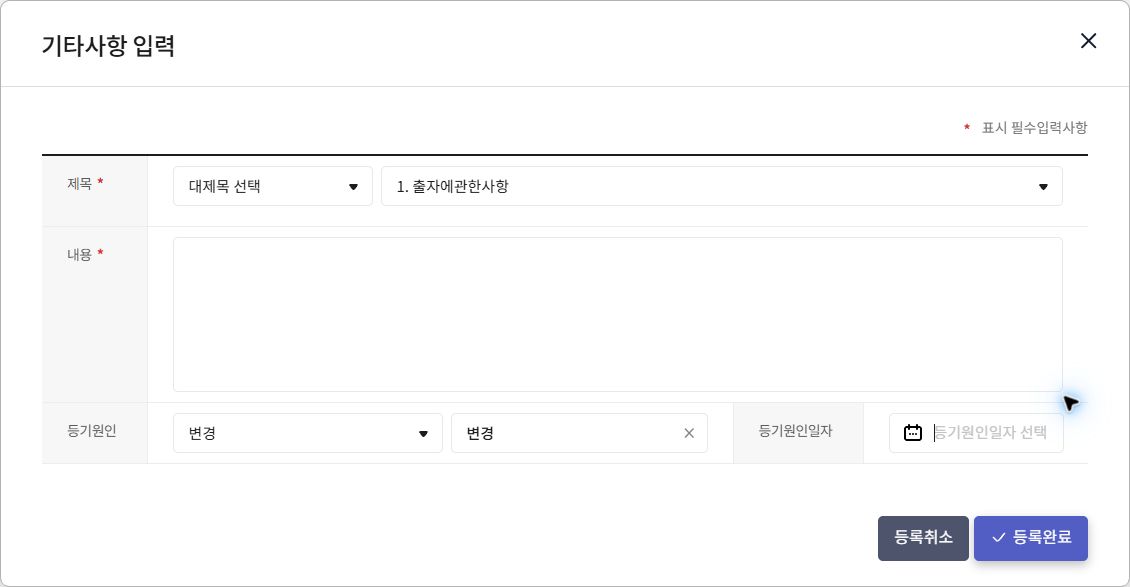 기타사항 입력
* 표시 필수입력사항
제목 * 대제목 선택 1. 출자에관한사항
내용 *
등기원인 변경 변경 등기원인일자 등기원인일자 선택
등록취소 등록완료